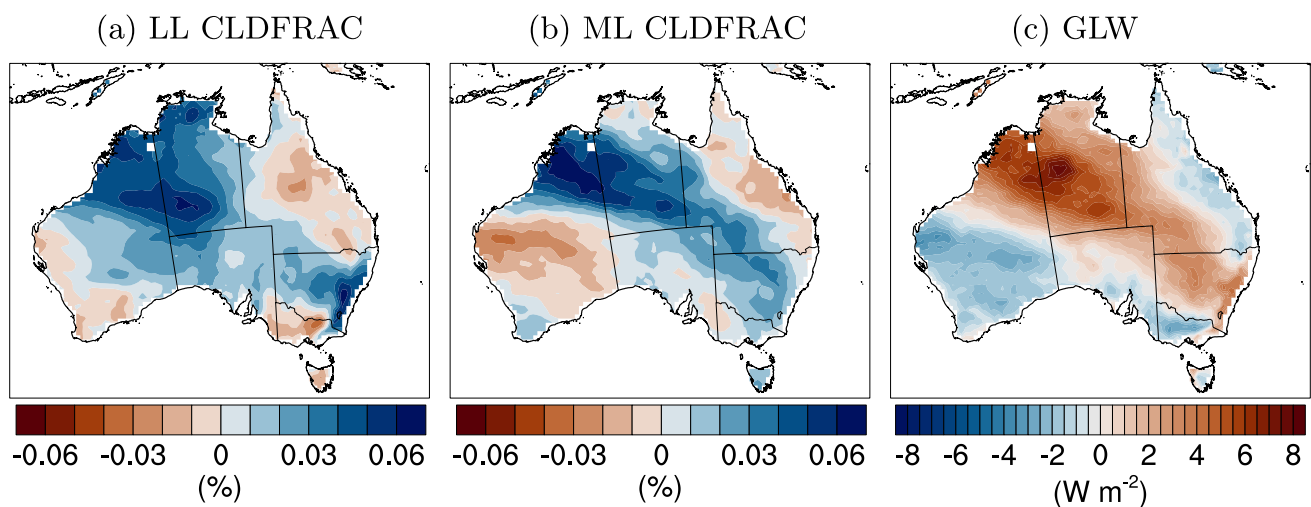 (a) LL CLDFRAC
(b) ML CLDFRAC
(c) GLW
-0.06 -0.03 0 0.03 0.06
(%)
-0.06 -0.03 0 0.03 0.06
(%)
-8 -6 -4 -2 0 2 4 6 8
(W m-2)